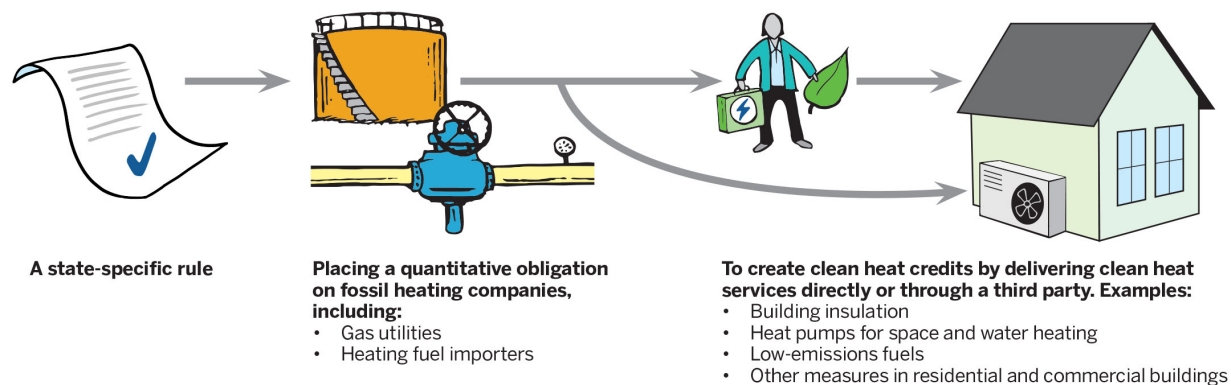 A state-specific rule
Placing a quantitative obligation
on fossil heating companies,
including:
• Gas utilities
• Heating fuel importers
To create clean heat credits by delivering clean heat
services directly or through a third party. Examples:
• Building insulation
• Heat pumps for space and water heating
• Low-emissions fuels
• Other measures in residential and commercial buildings